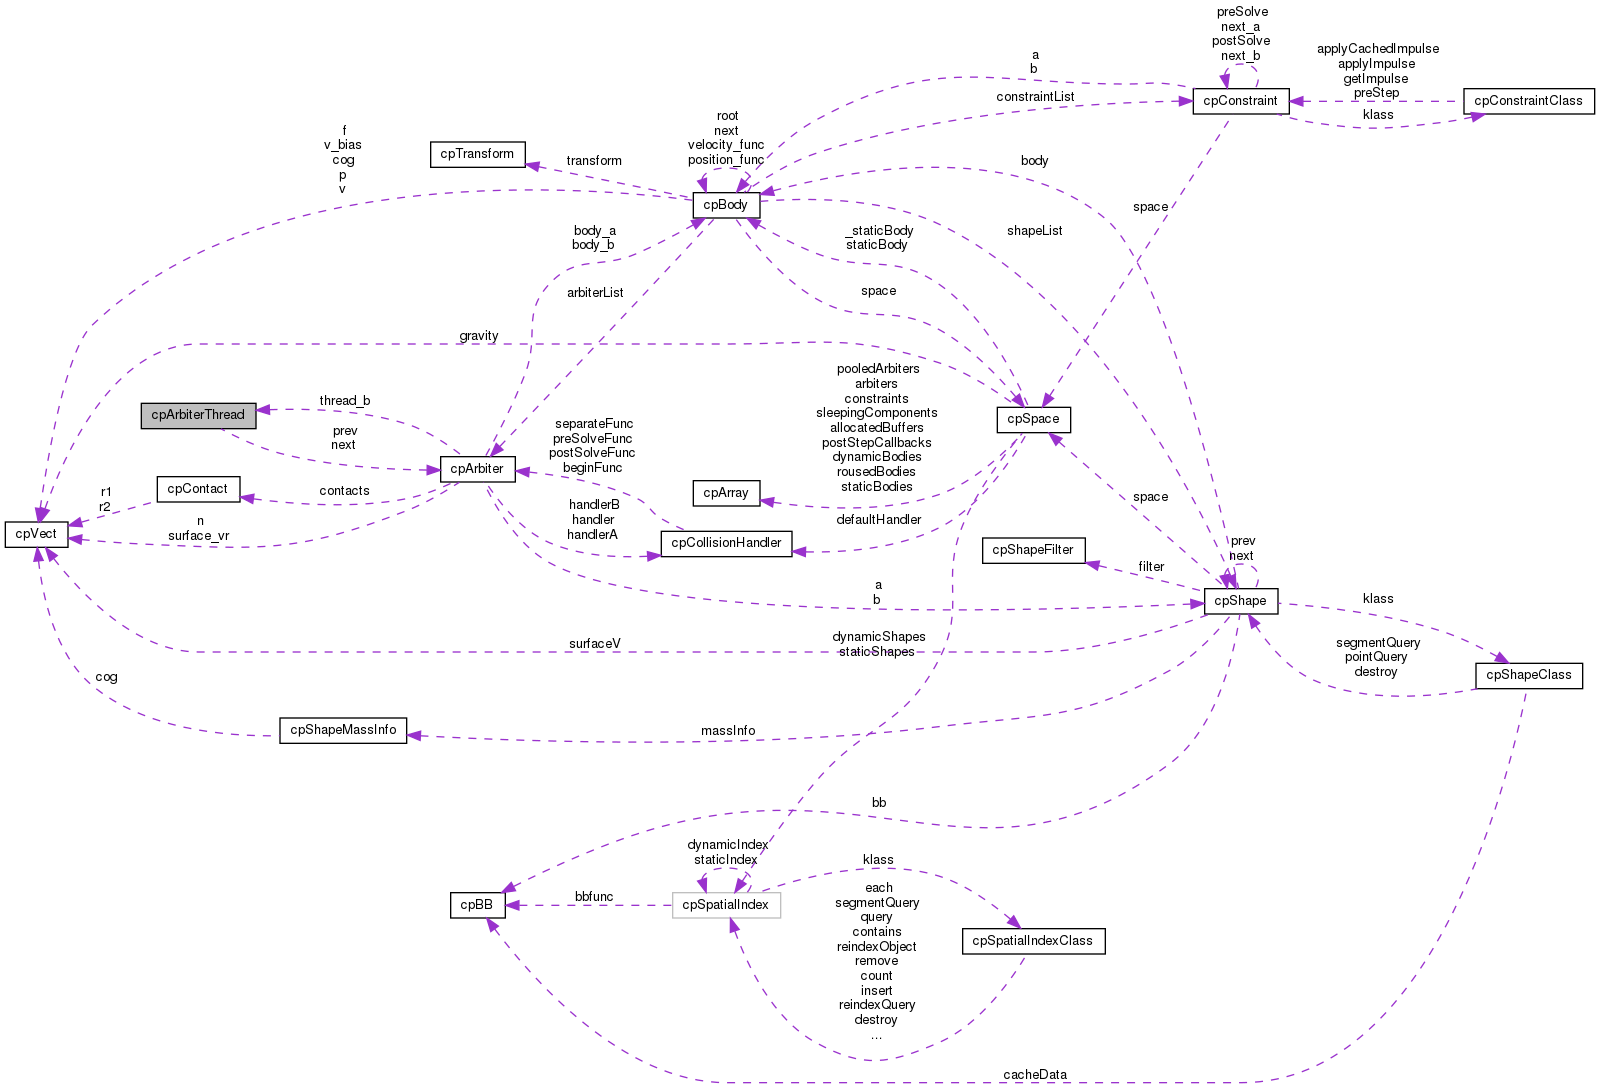 preSolve
next_a
postSolve
next_b
applyCachedImpulse
applyImpulse
getImpulse
preStep
a
b
constraintList
cpConstraint
cpConstraintClass
klass
root
next
velocity_func
position_func
f
v_bias
cog
p
v
cpTransform
transform
body
cpBody
space
body_a
body_b
_staticBody
staticBody
shapeList
arbiterList
space
gravity
pooledArbiters
arbiters
constraints
sleepingComponents
allocatedBuffers
postStepCallbacks
dynamicBodies
rousedBodies
staticBodies
cpArbiterThread
thread_b
prev
next
cpSpace
separateFunc
preSolveFunc
postSolveFunc
beginFunc
cpArbiter
cpContact
contacts
r1
r2
cpArray
space
handlerB
handler
handlerA
defaultHandler
n
surface_vr
cpVect
cpCollisionHandler
cpShapeFilter
filter
prev
next
a
b
cpShape
klass
surfaceV
dynamicShapes
staticShapes
segmentQuery
pointQuery
destroy
cog
cpShapeClass
cpShapeMassInfo
massInfo
bb
dynamicIndex
staticIndex
klass
cpBB
bbfunc
cpSpatialIndex
each
segmentQuery
query
contains
reindexObject
remove
count
insert
reindexQuery
destroy
...
cpSpatialIndexClass
cacheData